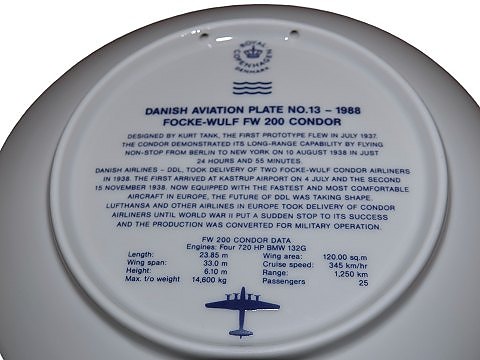 ROYAL
COPENHAGEN
DENMARK
DANISH AVIATION PLATE NO.13 – 1988
FOCKE-WULF FW 200 CONDOR
DESIGNED BY KURT TANK, THE FIRST PROTOTYPE FLEW IN JULY 1937.
THE CONDOR DEMONSTRATED ITS LONG-RANGE CAPABILITY BY FLYING
NON-STOP FROM BERLIN TO NEW YORK ON 10 AUGUST 1938 IN JUST
24 HOURS AND 55 MINUTES.
DANISH AIRLINES – DDL, TOOK DELIVERY OF TWO FOCKE-WULF CONDOR AIRLINERS
IN 1938. THE FIRST ARRIVED AT KASTRUP AIRPORT ON 4 JULY AND THE SECOND
15 NOVEMBER 1938. NOW EQUIPPED WITH THE FASTEST AND MOST COMFORTABLE
AIRCRAFT IN EUROPE, THE FUTURE OF DDL WAS TAKING SHAPE.
LUFTHANSA AND OTHER AIRLINES IN EUROPE TOOK DELIVERY OF CONDOR
AIRLINERS UNTIL WORLD WAR II PUT A SUDDEN STOP TO ITS SUCCESS
AND THE PRODUCTION WAS CONVERTED FOR MILITARY OPERATION.
FW 200 CONDOR DATA
Engines: Four 720 HP BMW 132G
Length: 23.85 m Wing area: 120.00 sq.m
Wing span: 33.0 m Cruise speed: 345 km/hr
Height: 6.10 m Range: 1,250 km
Max. t/o weight 14,600 kg Passengers 25